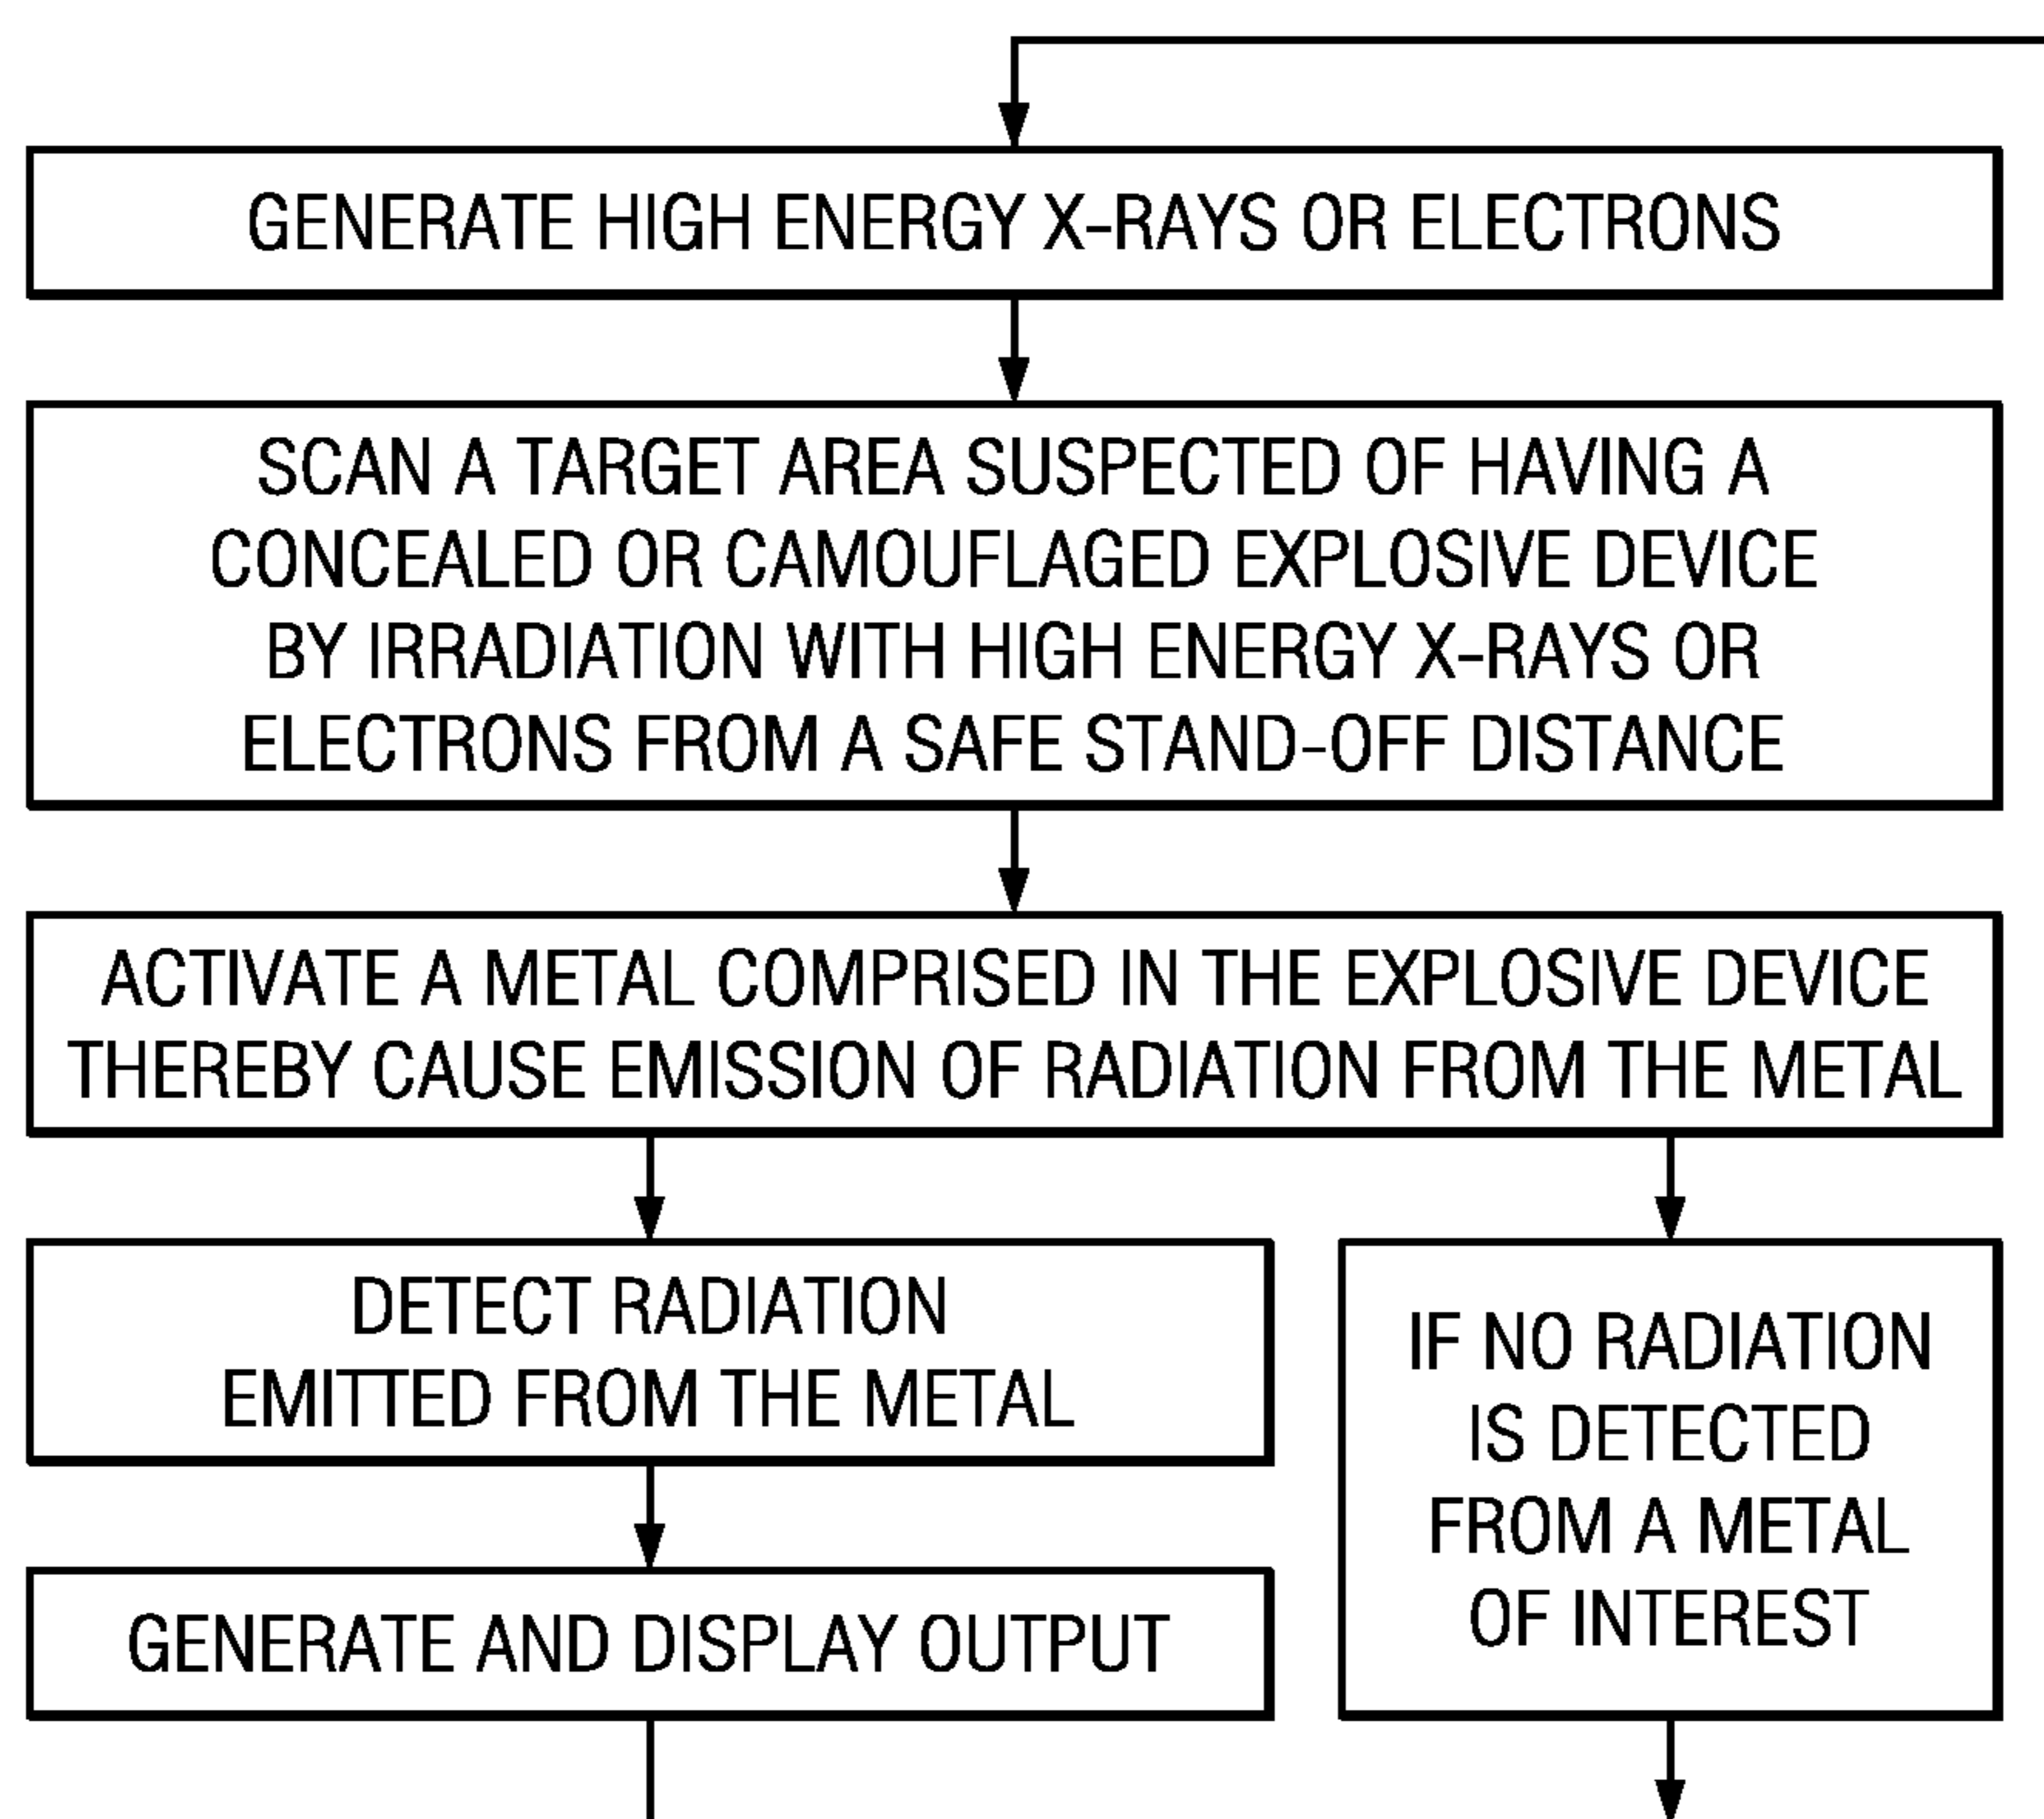 GENERATE HIGH ENERGY X-RAYS OR ELECTRONS
SCAN A TARGET AREA SUSPECTED OF HAVING A
CONCEALED OR CAMOUFLAGED EXPLOSIVE DEVICE
BY IRRADIATION WITH HIGH ENERGY X-RAYS OR
ELECTRONS FROM A SAFE STAND-OFF DISTANCE
ACTIVATE A METAL COMPRISED IN THE EXPLOSIVE DEVICE
THEREBY CAUSE EMISSION OF RADIATION FROM THE METAL
DETECT RADIATION
EMITTED FROM THE METAL
GENERATE AND DISPLAY OUTPUT
IF NO RADIATION
IS DETECTED
FROM A METAL
OF INTEREST